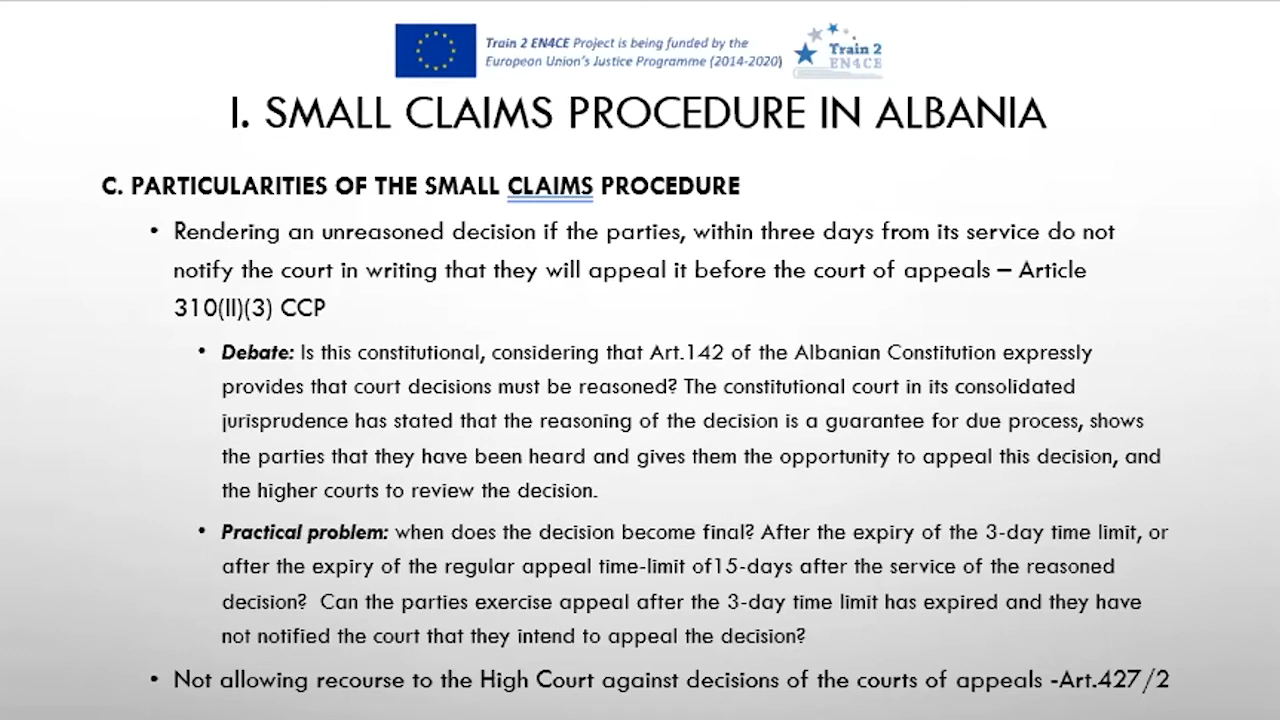 Train 2 EN4CE Project is being funded by the
European Union's Justice Programme (2014-2020)
Train 2
EN4CE
I. SMALL CLAIMS PROCEDURE IN ALBANIA
C. PARTICULARITIES OF THE SMALL CLAIMS PROCEDURE
• Rendering an unreasoned decision if the parties, within three days from its service do not
notify the court in writing that they will appeal it before the court of appeals – Article
310(II)(3) CCP
• Debate: Is this constitutional, considering that Art.142 of the Albanian Constitution expressly
provides that court decisions must be reasoned? The constitutional court in its consolidated
jurisprudence has stated that the reasoning of the decision is a guarantee for due process, shows
the parties that they have been heard and gives them the opportunity to appeal this decision, and
the higher courts to review the decision.
• Practical problem: when does the decision become final? After the expiry of the 3-day time limit, or
after the expiry of the regular appeal time-limit of15-days after the service of the reasoned
decision? Can the parties exercise appeal after the 3-day time limit has expired and they have
not notified the court that they intend to appeal the decision?
• Not allowing recourse to the High Court against decisions of the courts of appeals -Art.427/2